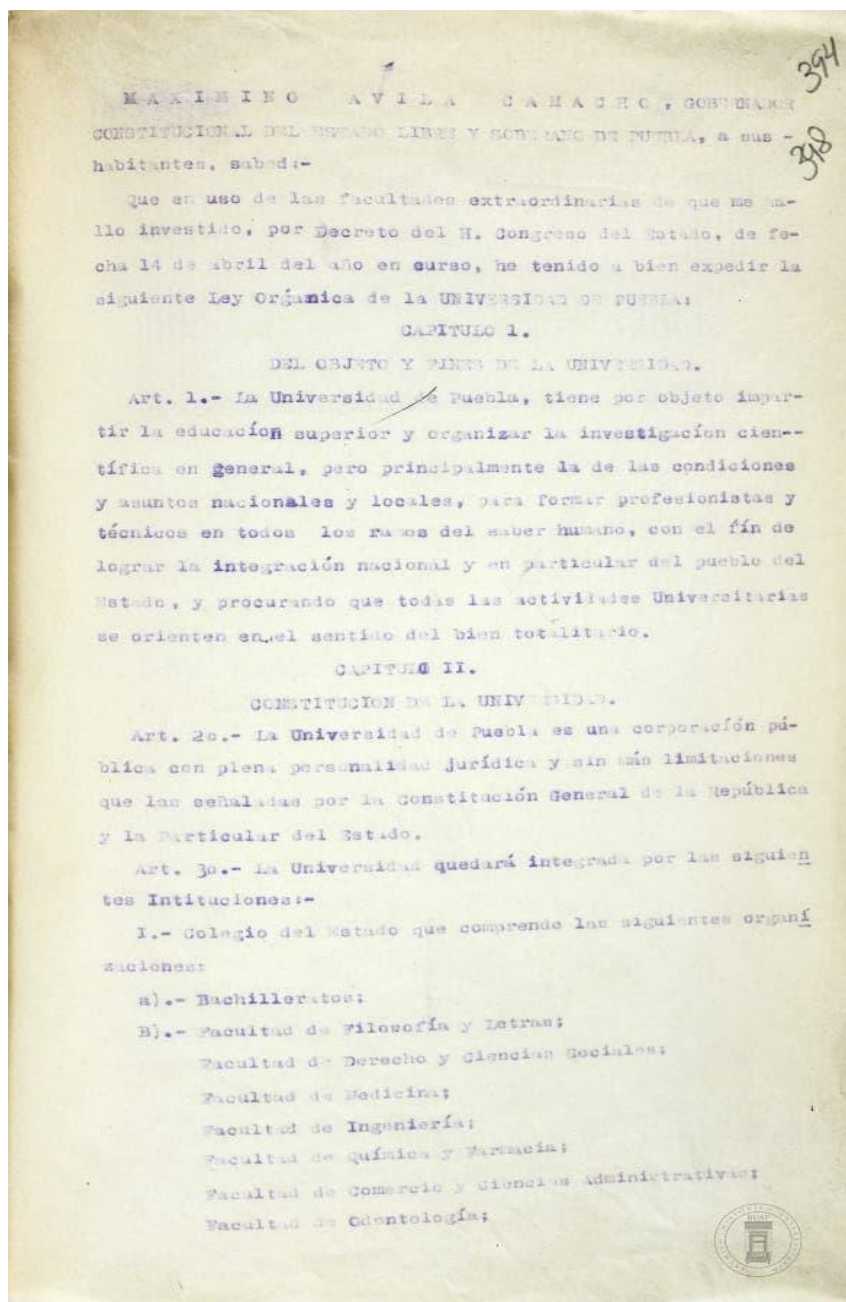 394
398
MAXIMINO AVILA CAMACHO, GOBERNADOR
CONSTITUCIONAL DEL ESTADO LIBRE Y SOBERANO DE PUEBLA, a sus -
habitantes, sabed:-
Que en uso de las facultades extraordinarias de que me ha-
llo investido, por Decreto del H. Congreso del Estado, de fe-
cha 14 de abril del año en curso, he tenido a bien expedir la
siguiente Ley Orgánica de la UNIVERSIDAD DE PUEBLA:
CAPITULO 1.
DEL OBJETO Y FINES DE LA UNIVERSIDAD.
Art. 1.- La Universidad de Puebla, tiene por objeto impar-
tir la educacíon superior y organizar la investigacíon cien--
tífica en general, pero principalmente la de las condiciones
y asuntos nacionales y locales, para formar profesionistas y
técnicos en todos los ramos del saber humano, con el fín de
lograr la integración nacional y en particular del pueblo del
Estado, y procurando que todas las actividades Universitarias
se orienten en el sentido del bien totalitario.
CAPITULO II.
CONSTITUCION DE LA UNIVERSIDAD.
Art. 2o.- La Universidad de Puebla es una corporacíon pú-
blica con plena personalidad jurídica y sin más limitaciones
que las señaladas por la Constitución General de la República
y la Particular del Estado.
Art. 3o.- La Universidad quedará integrada por las siguien
tes Intituciones:-
I.- Colegio del Estado que comprende las siguientes organi
zaciones:
a).- Bachilleratos;
B).- Facultad de Filosofía y Letras;
Facultad de Derecho y Ciencias Sociales;
Facultad de Medicina;
Facultad de Ingeniería;
Facultad de Química y Farmacia;
Facultad de Comercio y Ciencias Administrativas;
Facultad de Odontología;
BUAP